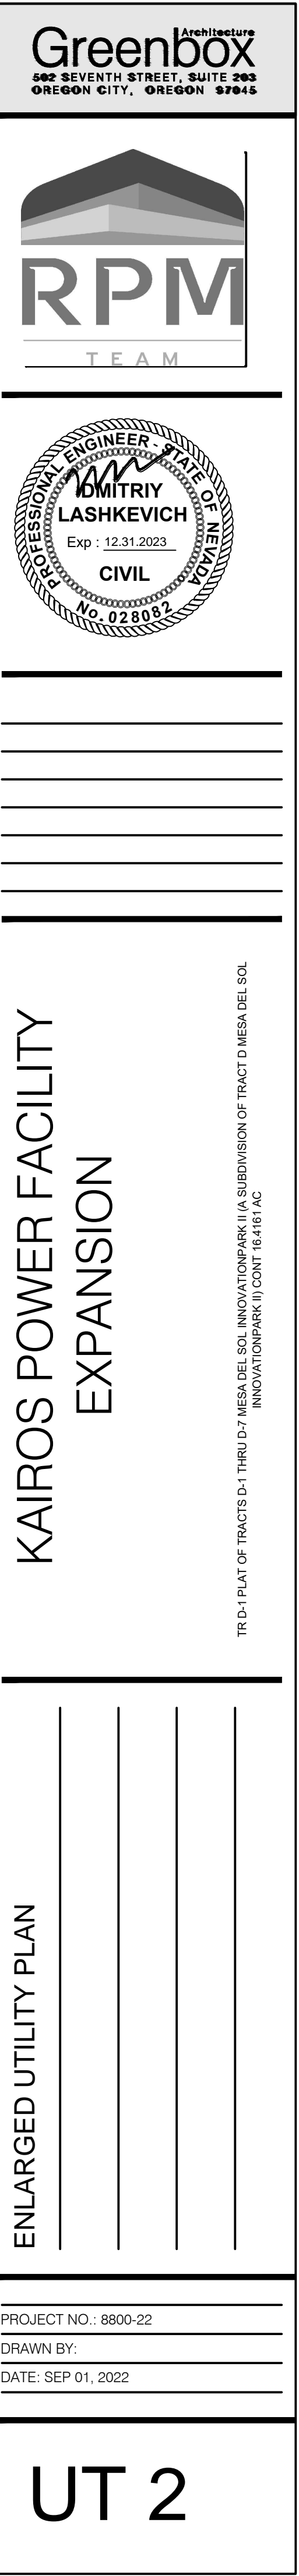 Greenbox
Architecture
502 SEVENTH STREET, SUITE 203
OREGON CITY, OREGON 97045
RPM
TEAM
PROFESSIONAL ENGINEER - STATE OF NEVADA
DMITRIY
LASHKEVICH
Exp : 12.31.2023
CIVIL
No. 028082
KAIROS POWER FACILITY
EXPANSION
TR D-1 PLAT OF TRACTS D-1 THRU D-7 MESA DEL SOL INNOVATIONPARK II (A SUBDIVISION OF TRACT D MESA DEL SOL
INNOVATIONPARK II) CONT 16.4161 AC
ENLARGED UTILITY PLAN
PROJECT NO.: 8800-22
DRAWN BY:
DATE: SEP 01, 2022
UT 2